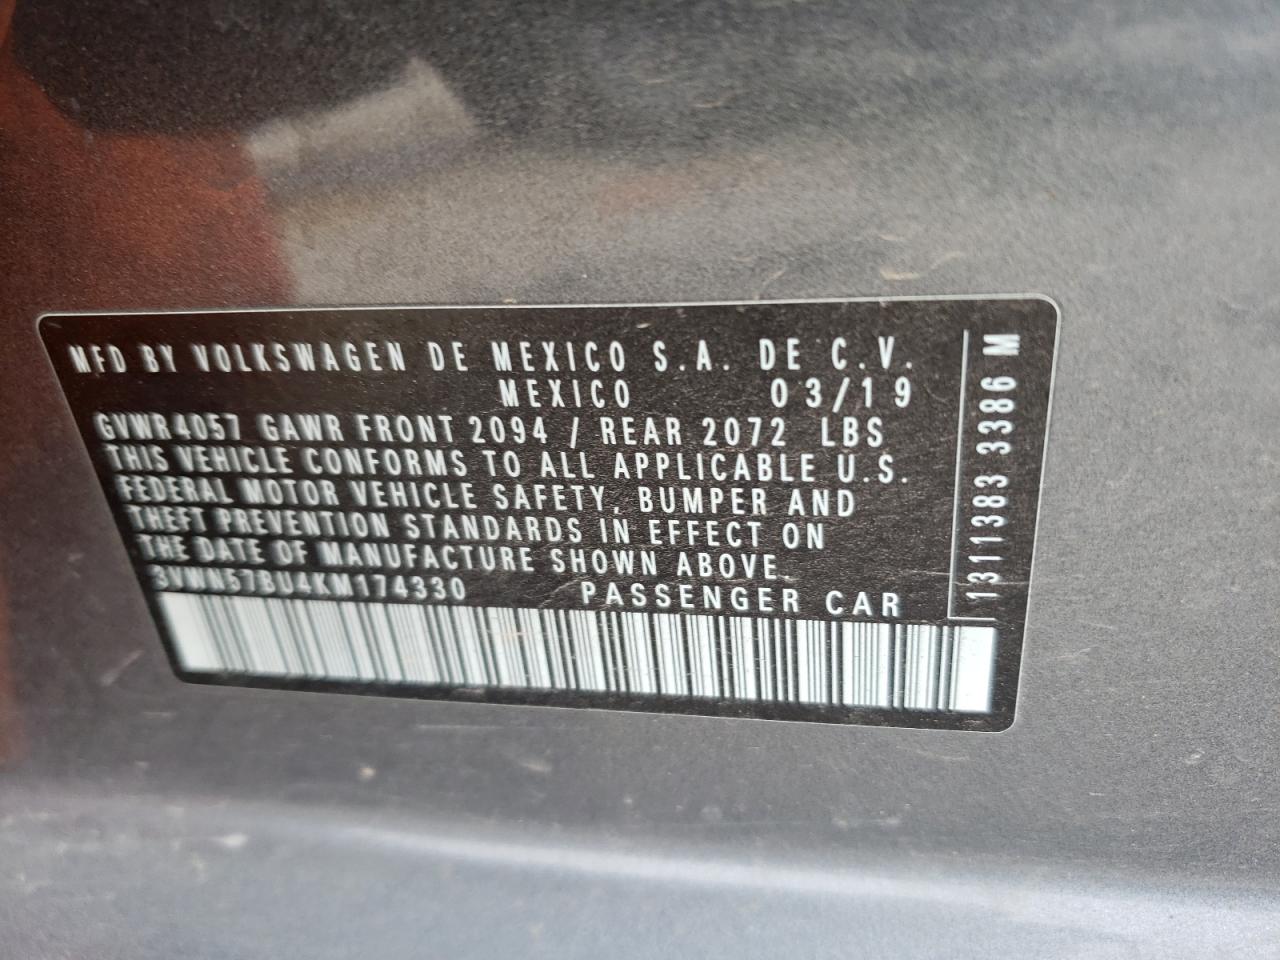 MFD BY VOLKSWAGEN DE MEXICO S.A. DE C.V.
MEXICO 03/19
GVWR 4057 GAWR FRONT 2094 / REAR 2072 LBS
THIS VEHICLE CONFORMS TO ALL APPLICABLE U.S.
FEDERAL MOTOR VEHICLE SAFETY, BUMPER AND
THEFT PREVENTION STANDARDS IN EFFECT ON
THE DATE OF MANUFACTURE SHOWN ABOVE.
3VWN57BU4KM174330 PASSENGER CAR
1311383 3386 M